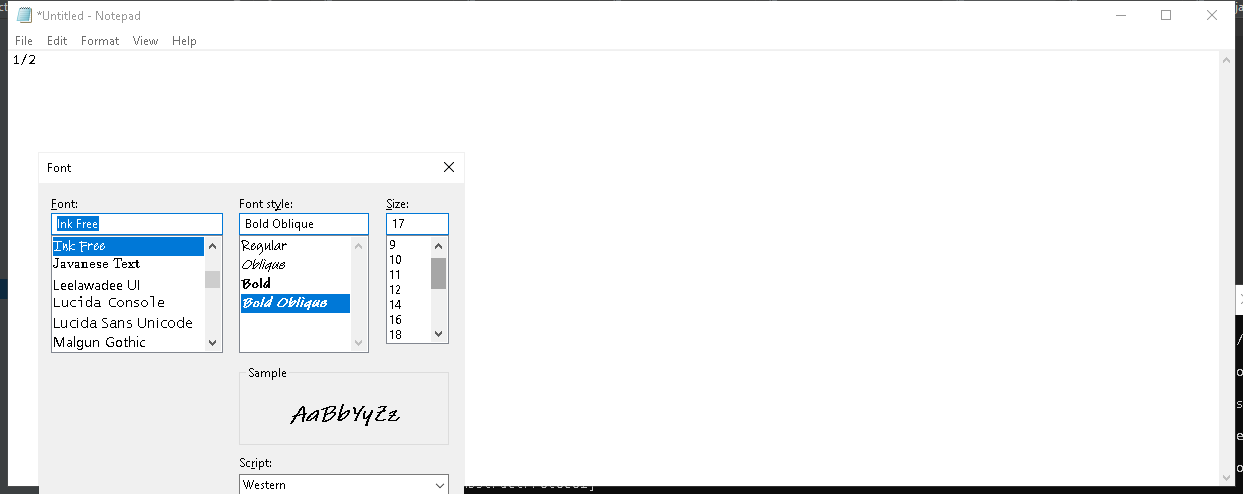 *Untitled - Notepad
File Edit Format View Help
1/2
Font
Font: Font style: Size:
Ink Free Bold Oblique 17
Ink Free Regular 9
Javanese Text Oblique 10
Leelawadee UI Bold 11
Lucida Console Bold Oblique 12
Lucida Sans Unicode 14
Malgun Gothic 16
18
Sample
AaBbYyZz
Script:
Western